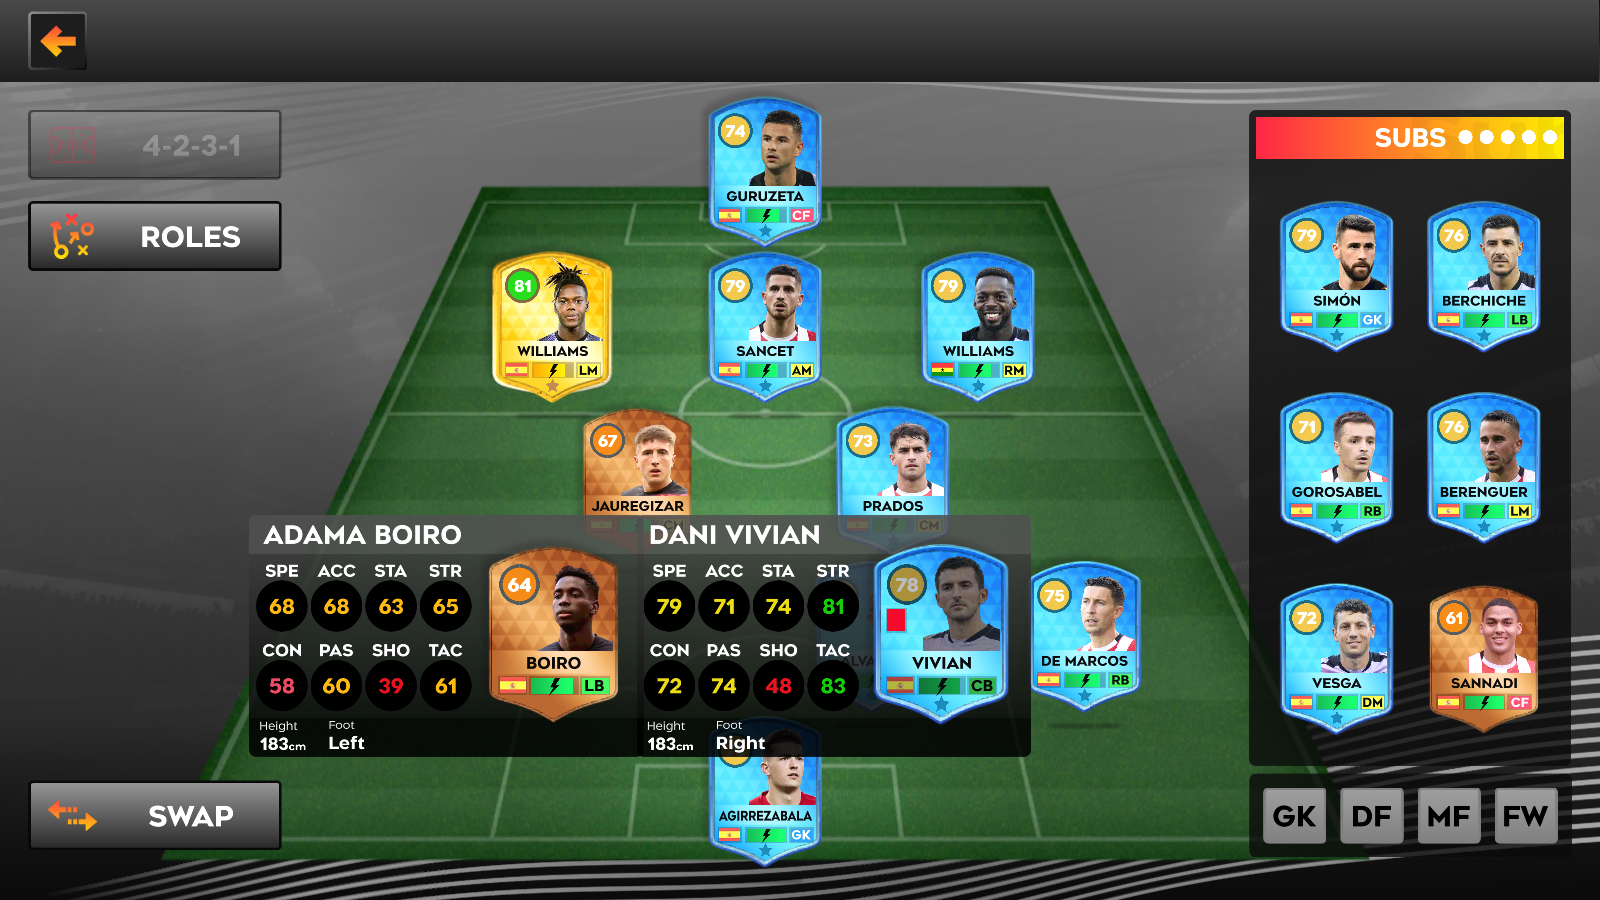 4-2-3-1
ROLES
SWAP
74
GURUZETA
CF
81
WILLIAMS
LM
79
SANCET
AM
79
WILLIAMS
RM
67
JAUREGIZAR
CM
73
PRADOS
CM
ADAMA BOIRO
SPE ACC STA STR
68 68 63 65
CON PAS SHO TAC
58 60 39 61
Height Foot
183cm Left
64
BOIRO
LB
DANI VIVIAN
SPE ACC STA STR
79 71 74 81
CON PAS SHO TAC
72 74 48 83
Height Foot
183cm Right
78
VIVIAN
CB
75
DE MARCOS
RB
AGIRREZABALA
GK
SUBS
79
SIMÓN
GK
76
BERCHICHE
LB
71
GOROSABEL
RB
76
BERENGUER
LM
72
VESGA
DM
61
SANNADI
CF
GK DF MF FW